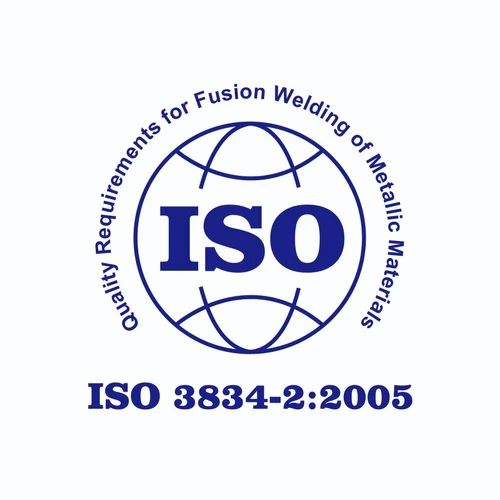 Quality Requirements for Fusion Welding of Metallic Materials
ISO
ISO 3834-2:2005